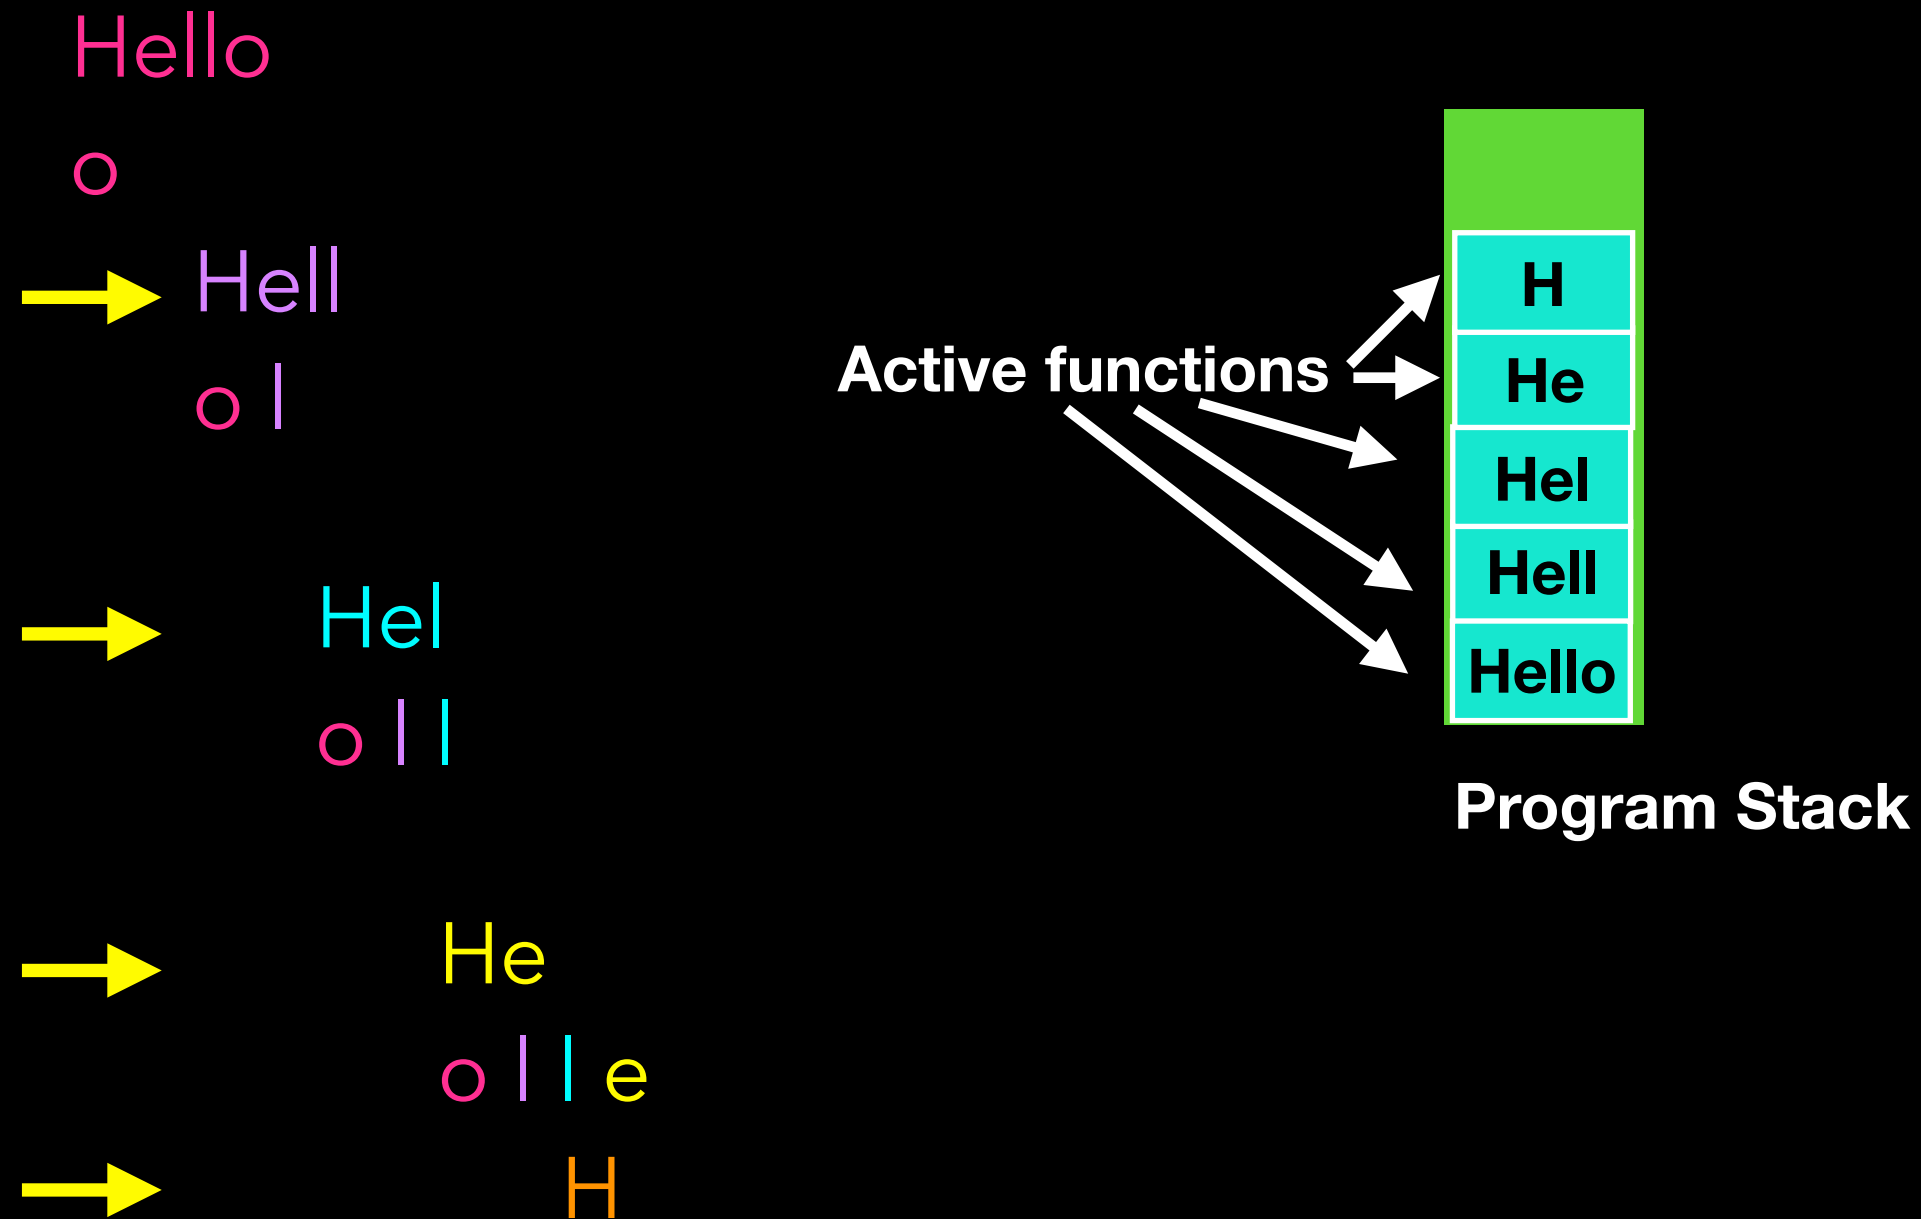 Hello
o
Hell
o l
Hel
o l l
He
o l l e
H
Active functions
H
He
Hel
Hell
Hello
Program Stack